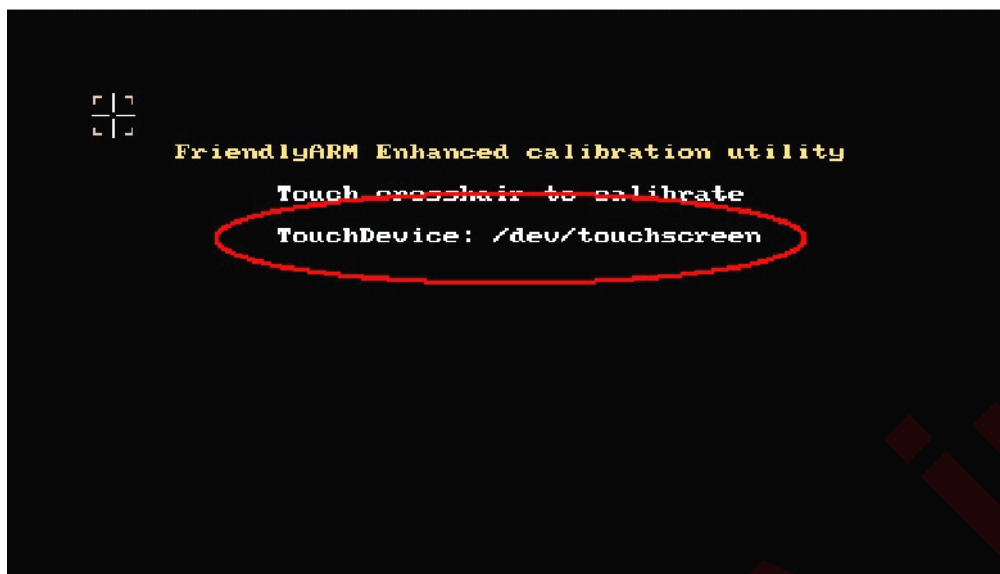 FriendlyARM Enhanced calibration utility
Touch crosshair to calibrate
TouchDevice: /dev/touchscreen